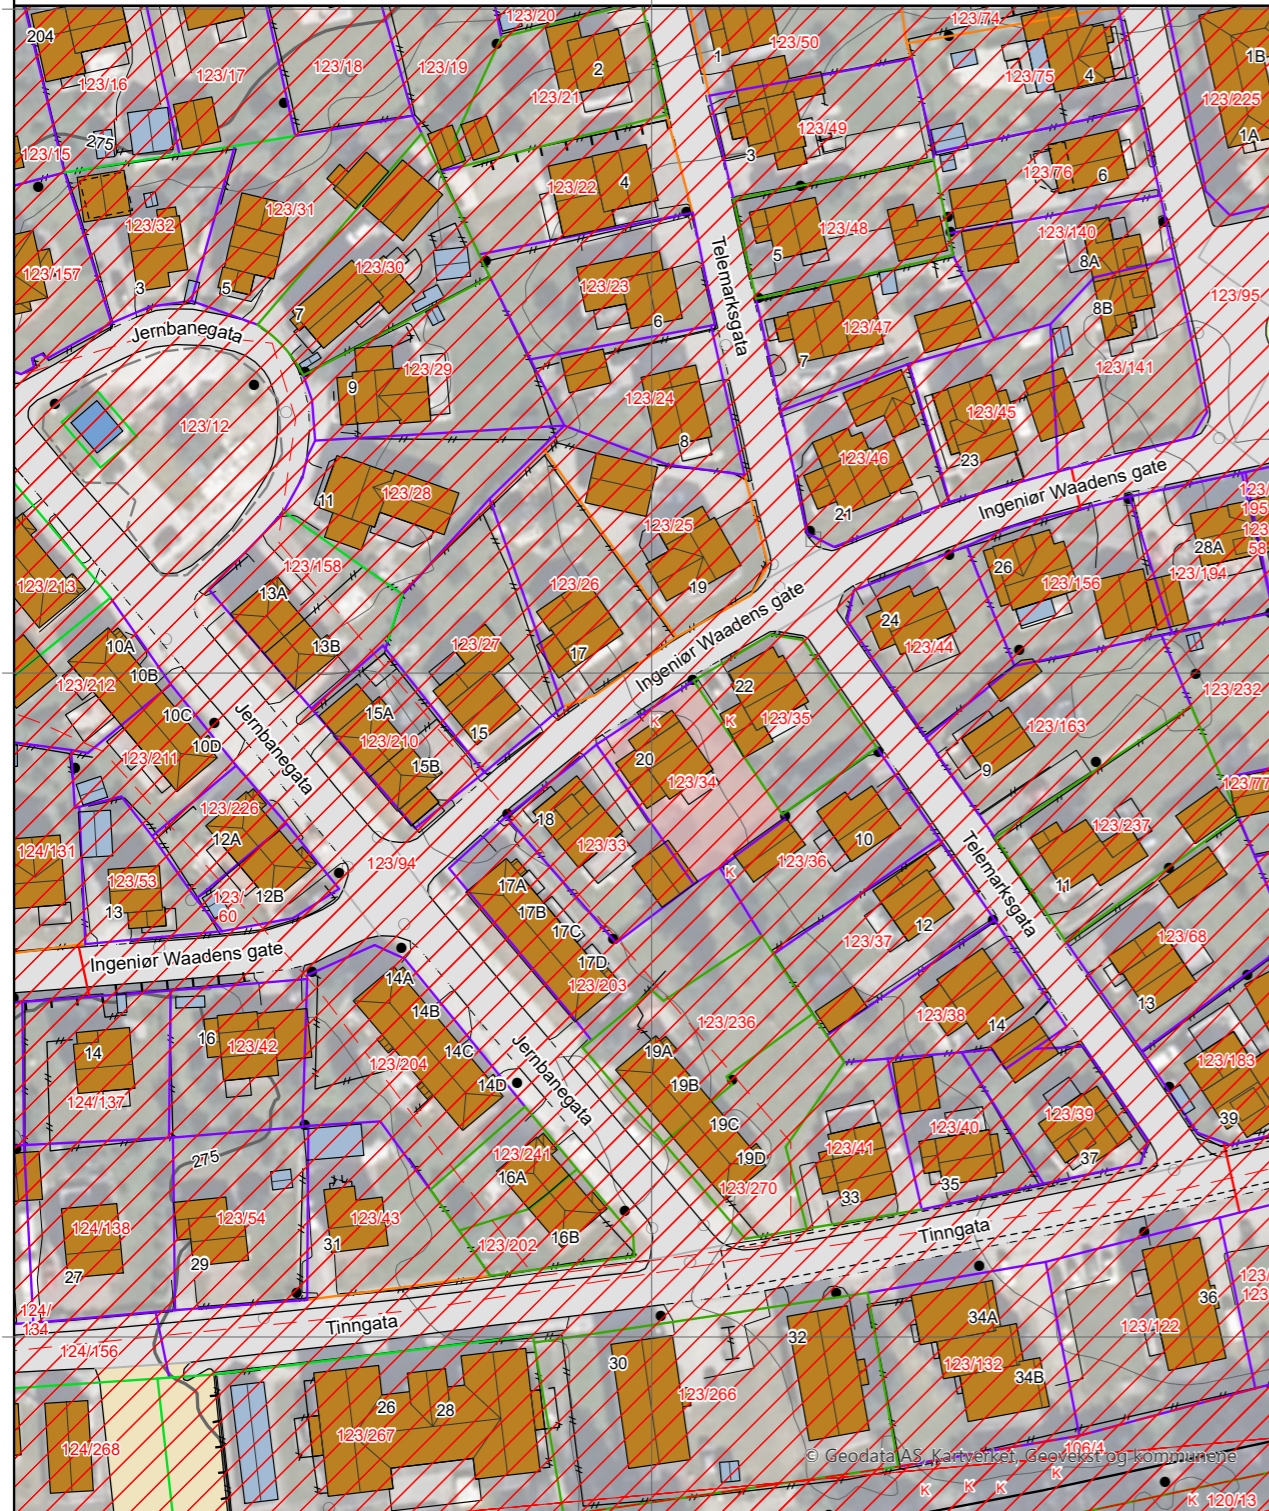 123/20
123/74
204
1
123/50
1B
123/16
123/17
123/18
123/19
2
123/75
4
123/21
123/225
275
3
123/49
1A
123/15
123/22
4
123/76
6
123/32
123/31
5
123/48
123/140
8A
123/157
123/30
3
5
123/23
Telemarksgata
8B
123/95
7
6
123/47
Jernbanegata
7
9
123/29
123/141
123/24
123/12
8
123/45
123/46
23
Ingeniør Waadens gate
11
123/28
21
123/
195
123/25
123
58
28A
123/158
123/213
26
123/156
123/194
13A
123/26
19
24
123/44
10A
13B
123/27
17
Ingeniør Waadens gate
10B
123/212
22
123/232
10C
15A
K
K
123/35
Jernbanegata
123/210
15
123/163
10D
123/211
15B
20
123/34
9
123/77
123/226
18
12A
123/33
10
123/237
124/131
123/94
123/36
Telemarksgata
123/53
K
11
17A
12B
123/
60
13
17B
12
17C
123/37
123/68
Ingeniør Waadens gate
17D
14A
123/203
13
14B
123/38
14
123/236
16
123/42
14
14C
19A
123/204
Jernbanegata
123/183
14D
19B
124/137
123/39
39
19C
123/40
123/41
275
123/241
19D
37
16A
123/270
35
33
124/138
123/54
123/43
Tinngata
31
123/202
16B
29
27
36
124/
134
34A
Tinngata
32
123/122
124/156
30
123/132
34B
26
28
123/266
123/267
124/268
106/4
© Geodata AS, Kartverket, Geovekst og kommunene
K
K
K
K
K
120/13